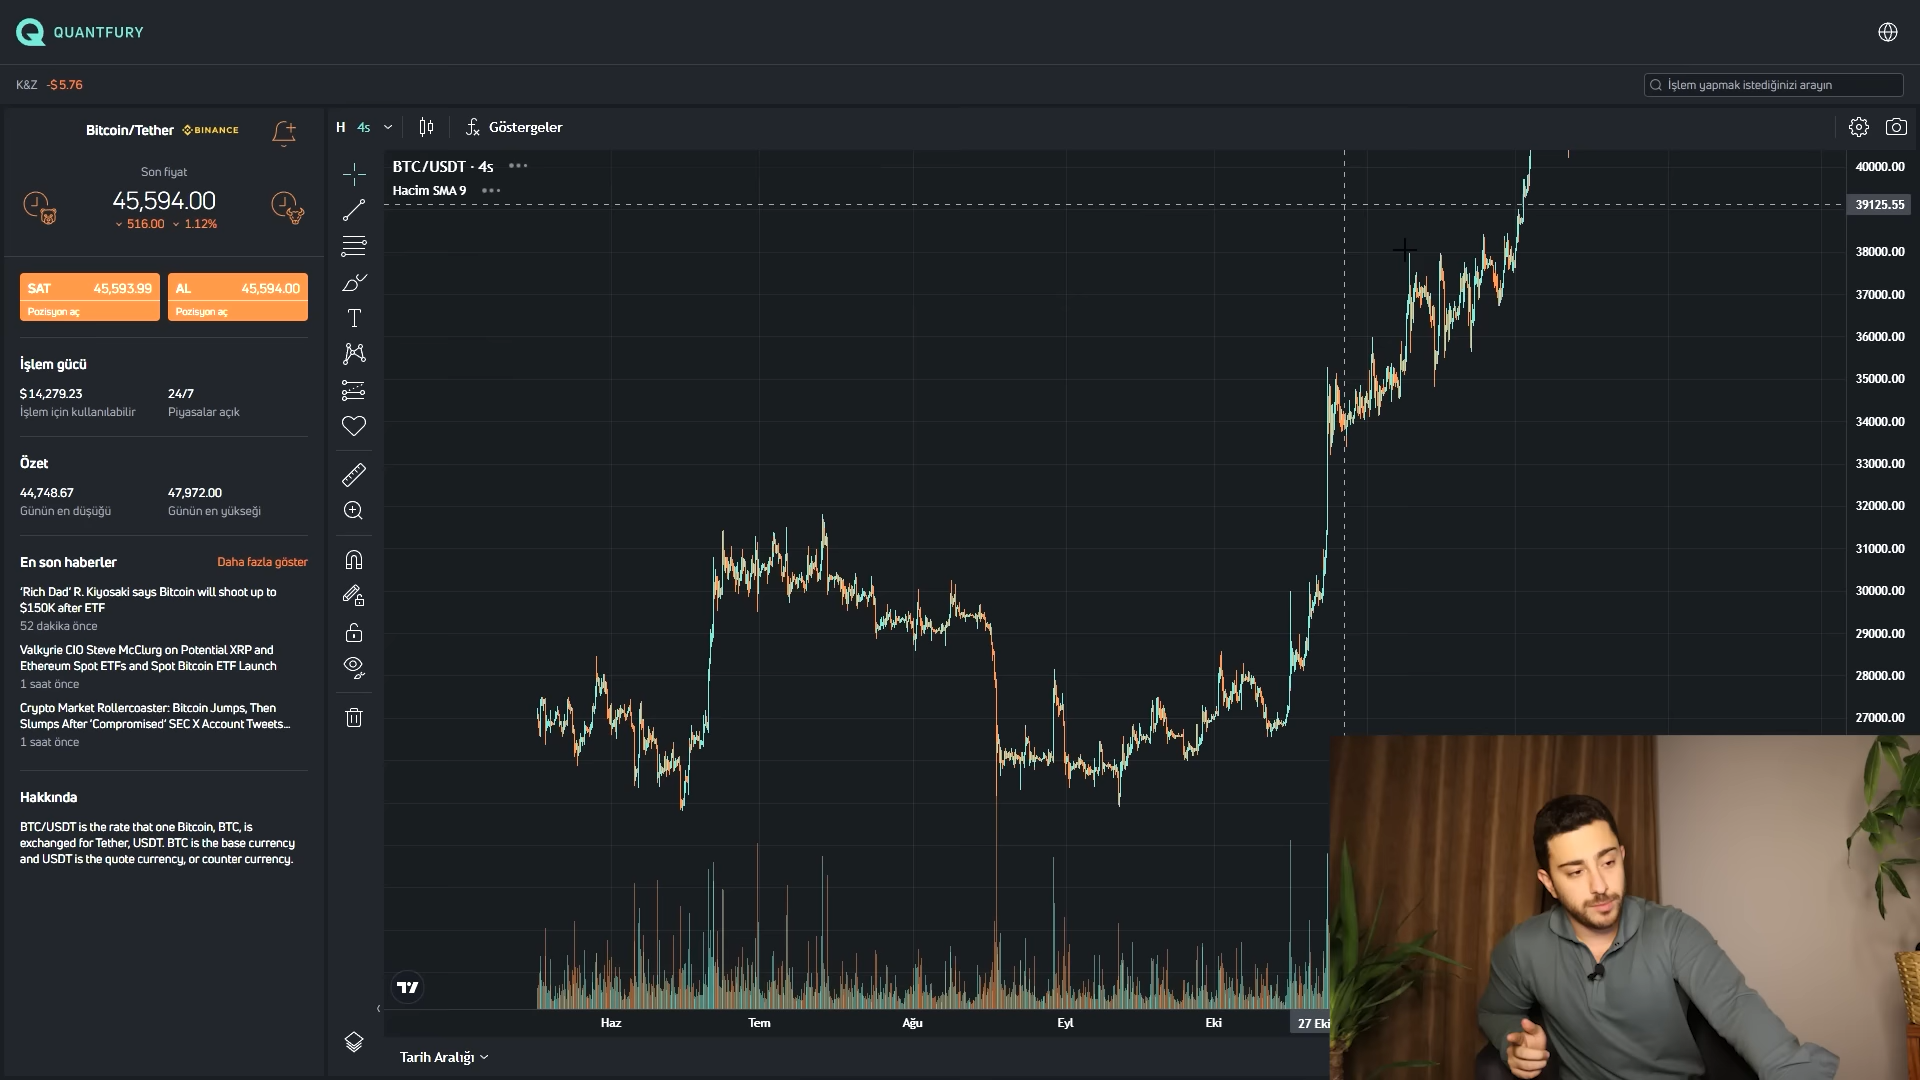 QUANTFURY
K&Z -$5.76
İşlem yapmak istediğinizi arayın
Bitcoin/Tether BINANCE
Son fiyat
45,594.00
516.00 1.12%
SAT 45,593.99
Pozisyon aç
AL 45,594.00
Pozisyon aç
İşlem gücü
$14,279.23
İşlem için kullanılabilir
24/7
Piyasalar açık
Özet
44,748.67
Günün en düşüğü
47,972.00
Günün en yükseği
En son haberler Daha fazla göster
'Rich Dad' R. Kiyosaki says Bitcoin will shoot up to
$150K after ETF
52 dakika önce
Valkyrie CIO Steve McClurg on Potential XRP and
Ethereum Spot ETFs and Spot Bitcoin ETF Launch
1 saat önce
Crypto Market Rollercoaster: Bitcoin Jumps, Then
Slumps After 'Compromised' SEC X Account Tweets...
1 saat önce
Hakkında
BTC/USDT is the rate that one Bitcoin, BTC, is
exchanged for Tether, USDT. BTC is the base currency
and USDT is the quote currency, or counter currency.
H 4s Göstergeler
BTC/USDT · 4s
Hacim SMA 9
40000.00
39125.55
38000.00
37000.00
36000.00
35000.00
34000.00
33000.00
32000.00
31000.00
30000.00
29000.00
28000.00
27000.00
Haz Tem Ağu Eyl Eki 27 Eki
Tarih Aralığı